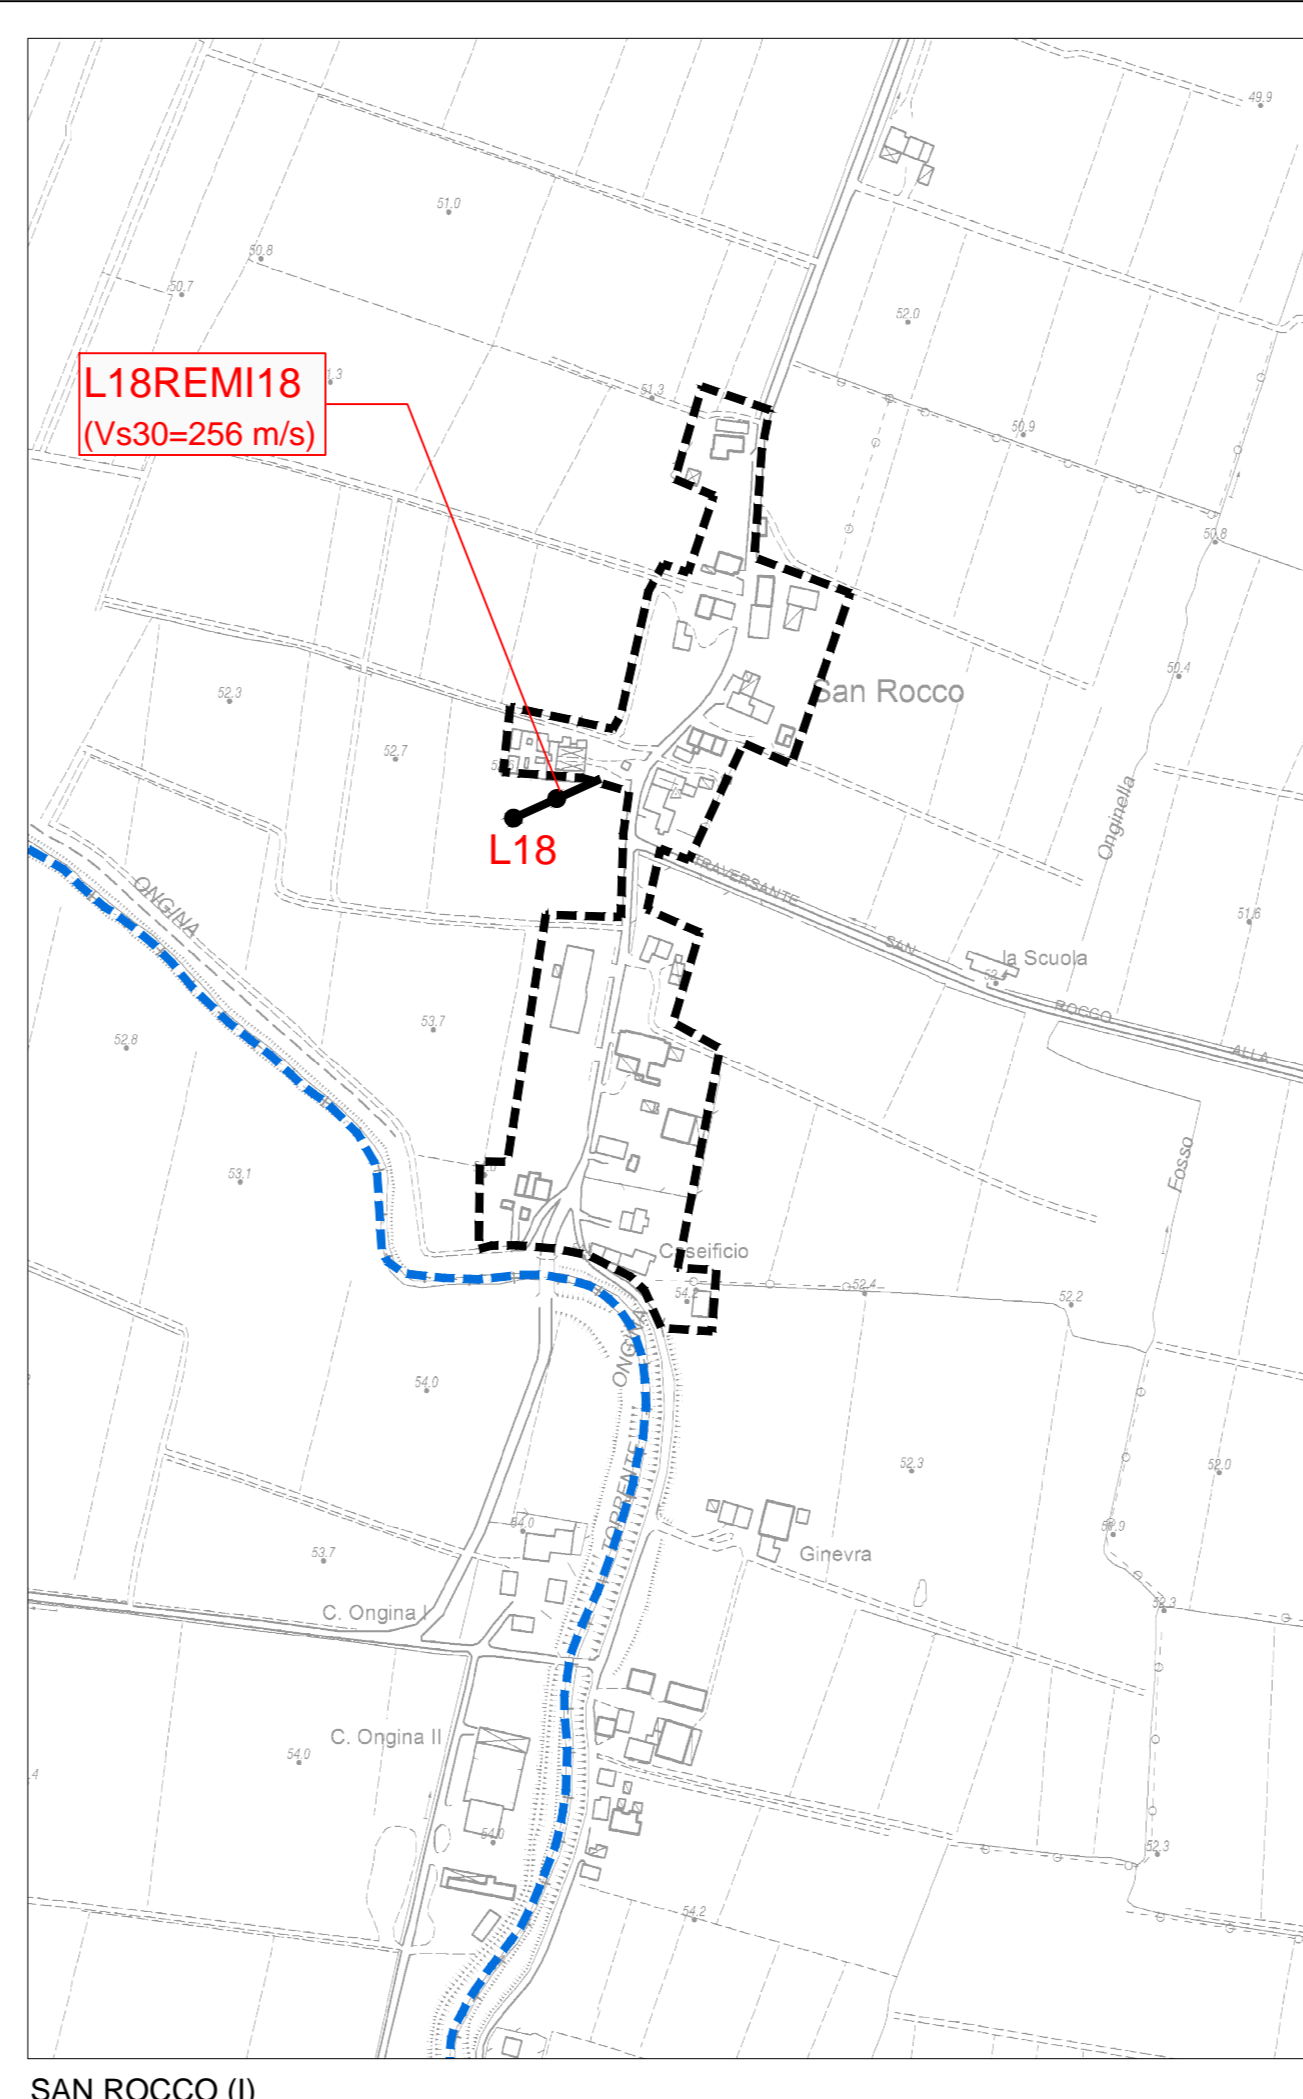 49.9
51.0
50.8
50.7
52.0
L18REMI18
(Vs30=256 m/s)
51.3
50.9
50.8
50.4
San Rocco
52.3
52.7
L18
Onginella
TRAVERSANTE
SAN
ROCCO
ALLA
ONGINA
51.6
la Scuola
53.7
52.8
53.1
Fosso
Caseificio
54.2
52.4
52.2
54.0
TORRENTE
52.3
52.0
54.0
53.7
Ginevra
52.3
C. Ongina I
C. Ongina II
54.0
54.0
52.3
54.2
SAN ROCCO (I)